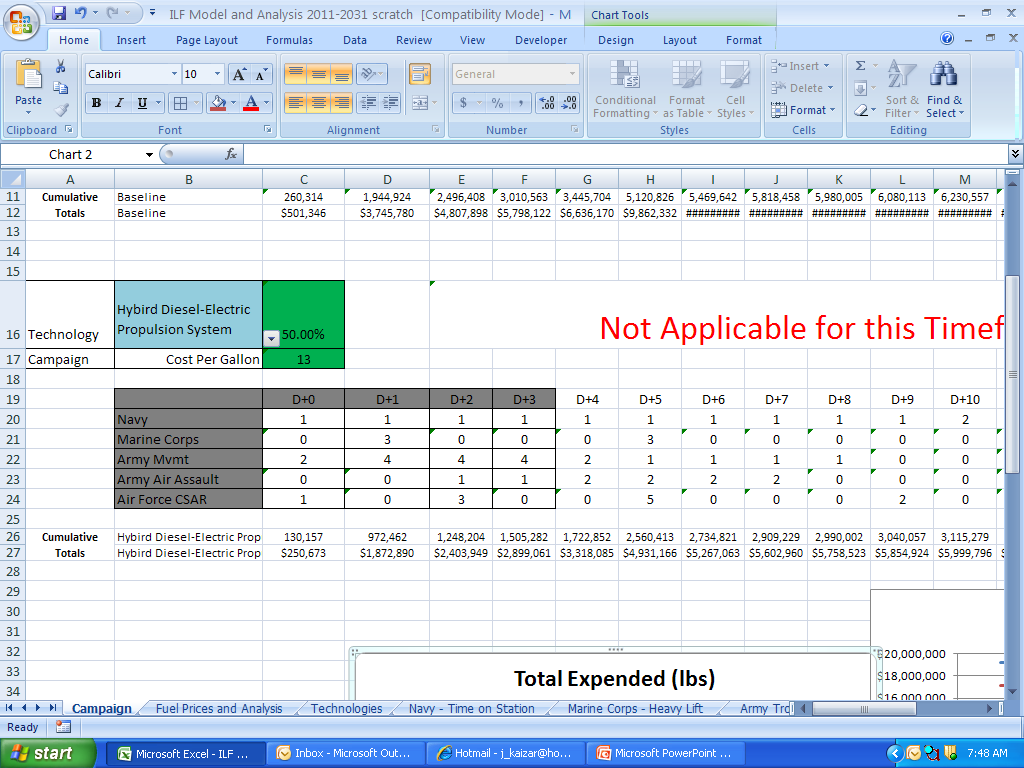 ILF Model and Analysis 2011-2031 scratch [Compatibility Mode] - M Chart Tools
Home Insert Page Layout Formulas Data Review View Developer Design Layout Format
Paste
Calibri 10
B I U
General
$ % ,
Conditional Formatting
Format as Table
Cell Styles
Insert
Delete
Format
Sort & Filter
Find & Select
Clipboard Font Alignment Number Styles Cells Editing
Chart 2 fx
A B C D E F G H I J K L M
11 Cumulative Baseline 260,314 1,944,924 2,496,408 3,010,563 3,445,704 5,120,826 5,469,642 5,818,458 5,980,005 6,080,113 6,230,557
12 Totals Baseline $501,346 $3,745,780 $4,807,898 $5,798,122 $6,636,170 $9,862,332 ######### ######### ######### ######### #########
13
14
15
Hybird Diesel-Electric
Propulsion System
16 Technology 50.00% Not Applicable for this Timef
17 Campaign Cost Per Gallon 13
18
19 D+0 D+1 D+2 D+3 D+4 D+5 D+6 D+7 D+8 D+9 D+10
20 Navy 1 1 1 1 1 1 1 1 1 1 2
21 Marine Corps 0 3 0 0 0 3 0 0 0 0 0
22 Army Mvmt 2 4 4 4 2 1 1 1 1 0 0
23 Army Air Assault 0 0 1 1 2 2 2 2 0 0 0
24 Air Force CSAR 1 0 3 0 0 5 0 0 0 2 0
25
26 Cumulative Hybird Diesel-Electric Prop 130,157 972,462 1,248,204 1,505,282 1,722,852 2,560,413 2,734,821 2,909,229 2,990,002 3,040,057 3,115,279
27 Totals Hybird Diesel-Electric Prop $250,673 $1,872,890 $2,403,949 $2,899,061 $3,318,085 $4,931,166 $5,267,063 $5,602,960 $5,758,523 $5,854,924 $5,999,796
28
29
30
31
32 $20,000,000
33 Total Expended (lbs) $18,000,000
34 $16,000,000
Campaign Fuel Prices and Analysis Technologies Navy - Time on Station Marine Corps - Heavy Lift Army Tro
Ready
start Microsoft Excel - ILF ... Inbox - Microsoft Out... Hotmail - j_kaizar@ho... Microsoft PowerPoint ... 7:48 AM